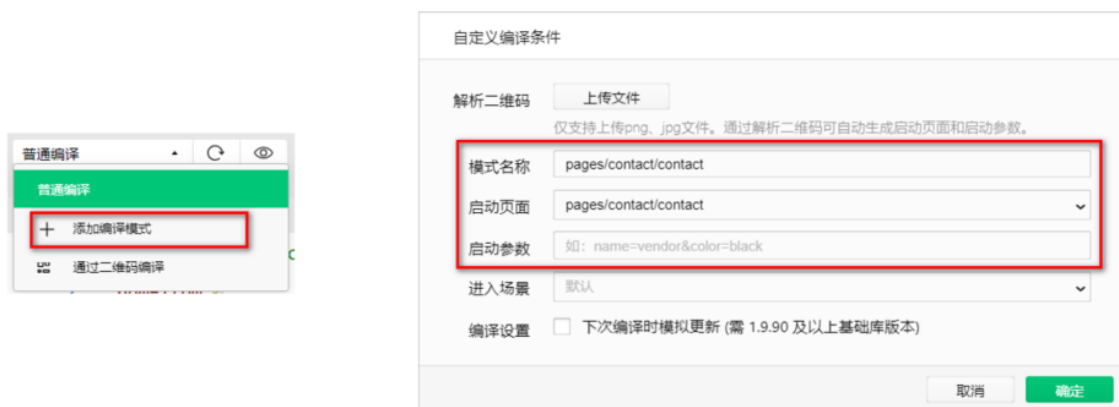 普通编译
普通编译
添加编译模式
通过二维码编译
自定义编译条件
解析二维码 上传文件
仅支持上传png、jpg文件。通过解析二维码可自动生成启动页面和启动参数。
模式名称 pages/contact/contact
启动页面 pages/contact/contact
启动参数 如：name=vendor&color=black
进入场景 默认
编译设置 下次编译时模拟更新 (需 1.9.90 及以上基础库版本)
取消 确定